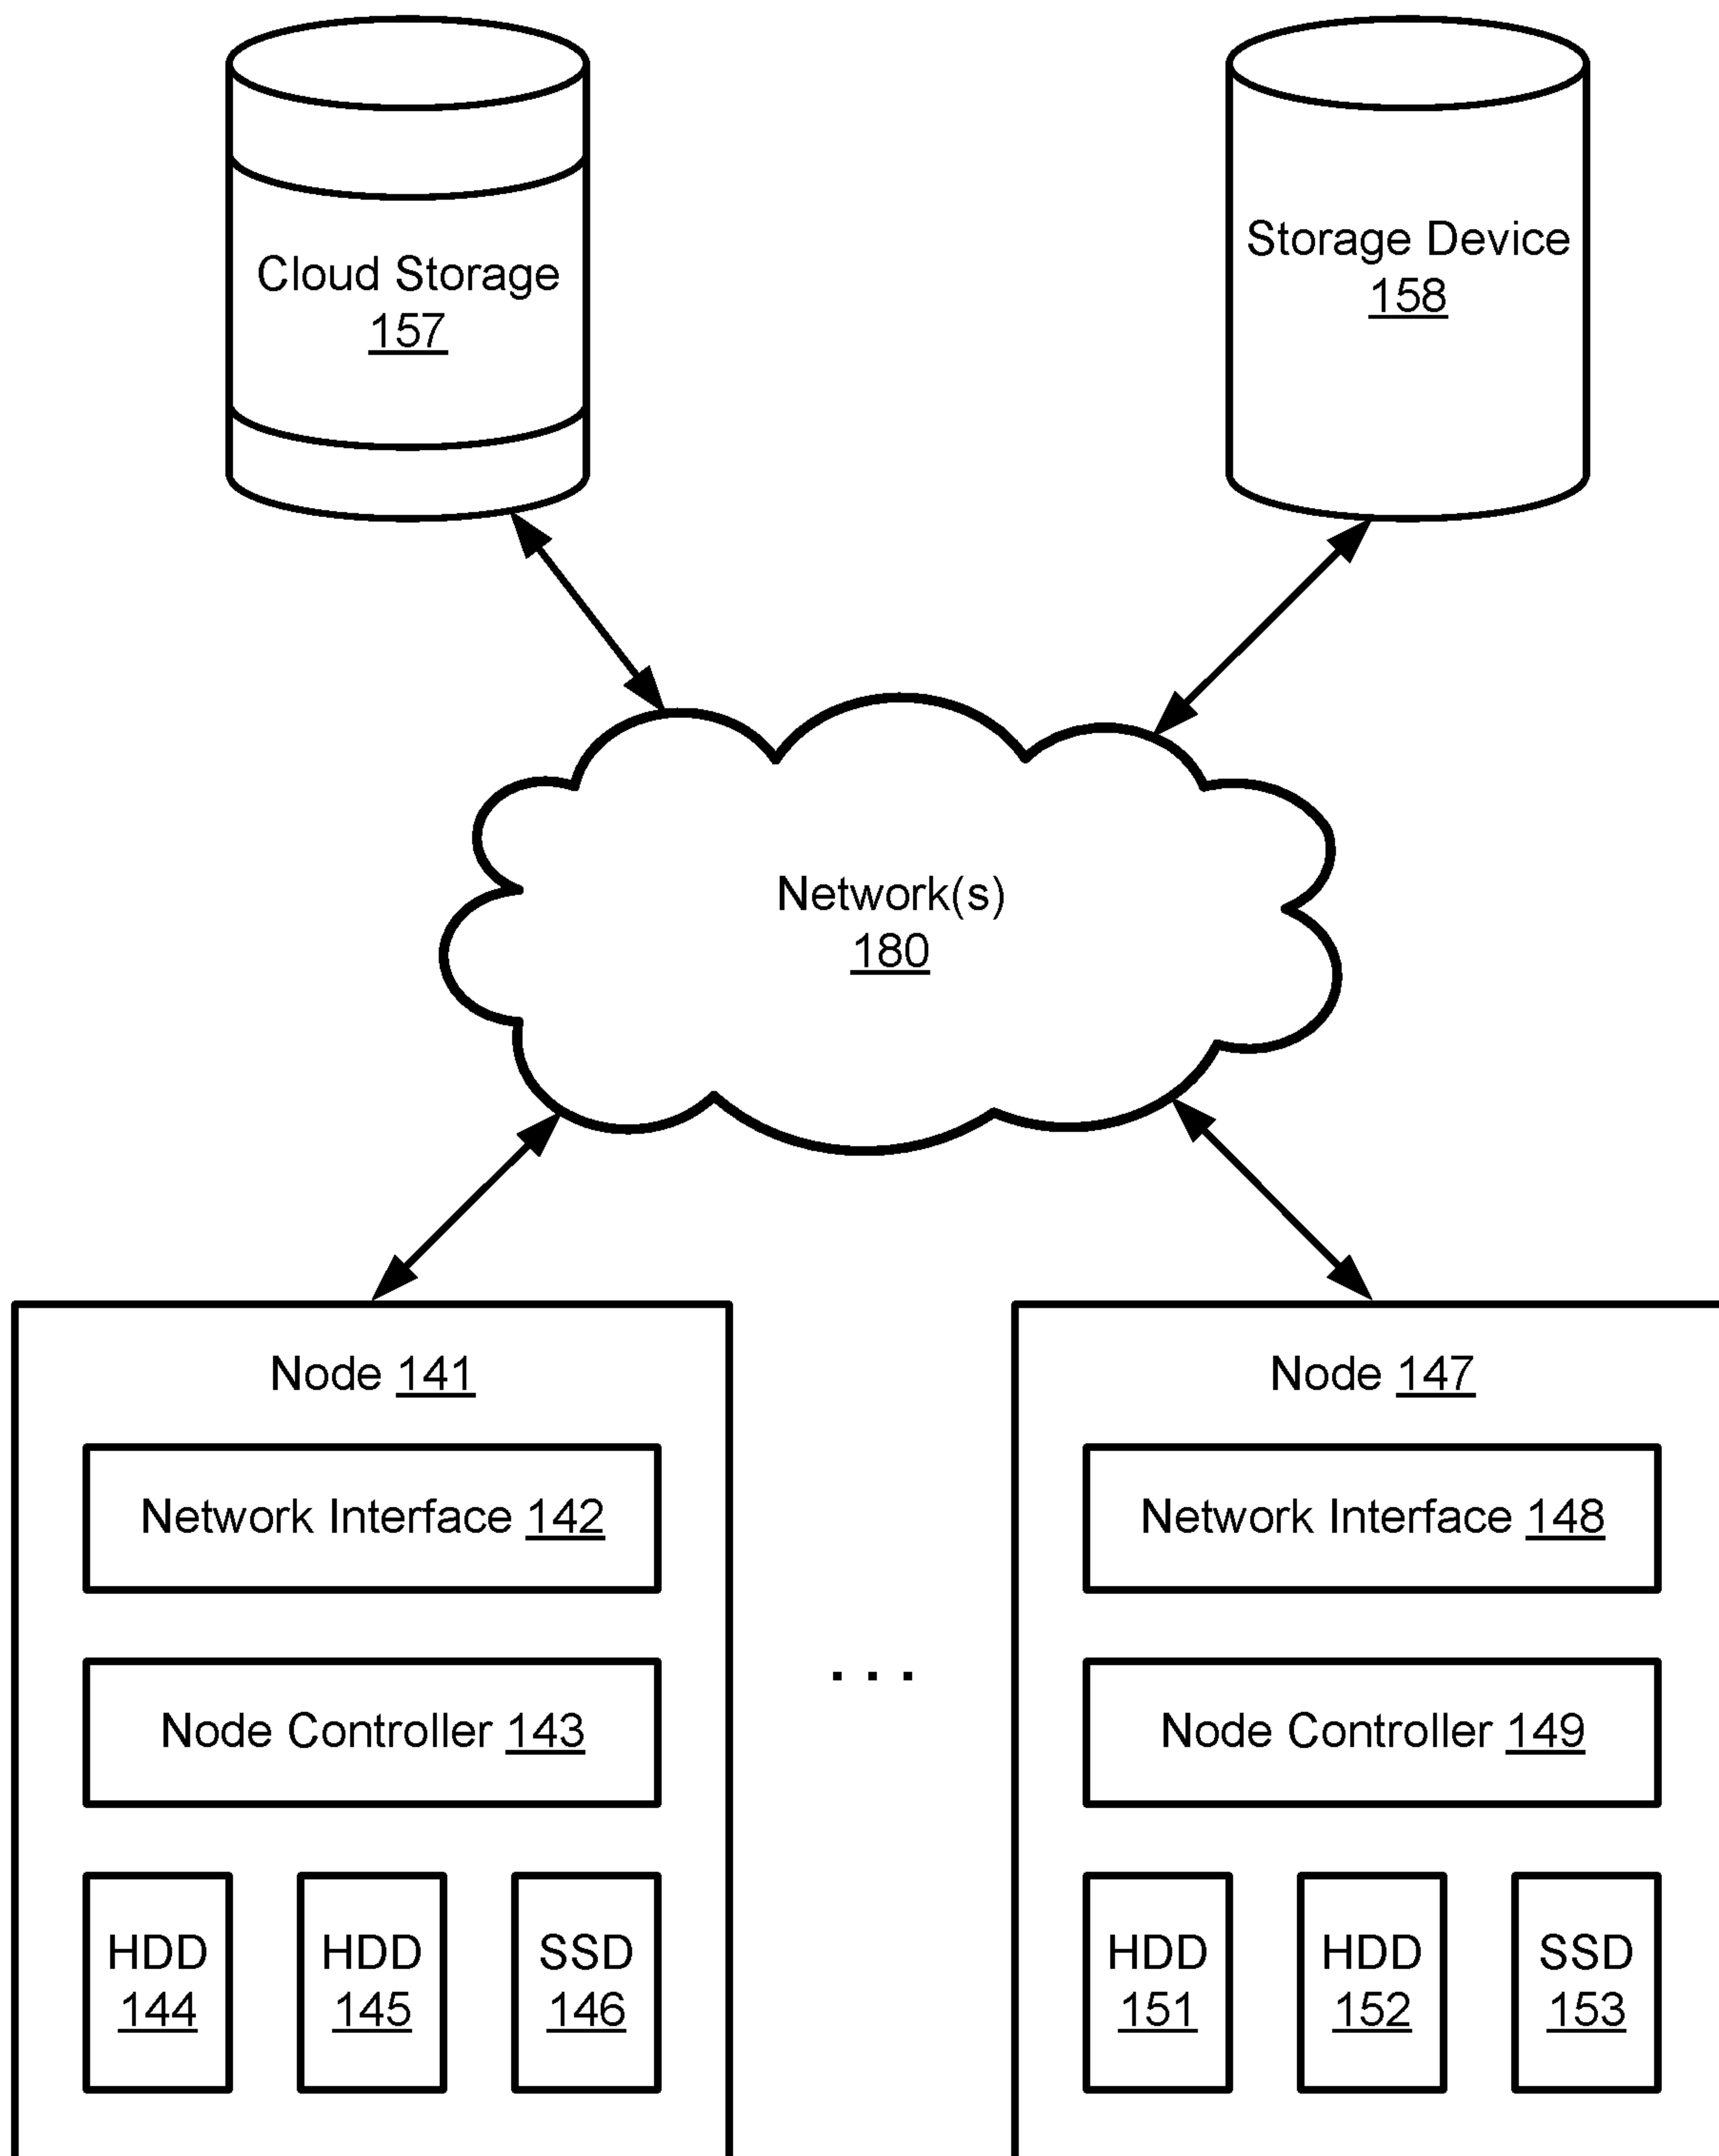 Cloud Storage
157
Storage Device
158
Network(s)
180
Node 141
Network Interface 142
Node Controller 143
HDD
144
HDD
145
SSD
146
. . .
Node 147
Network Interface 148
Node Controller 149
HDD
151
HDD
152
SSD
153